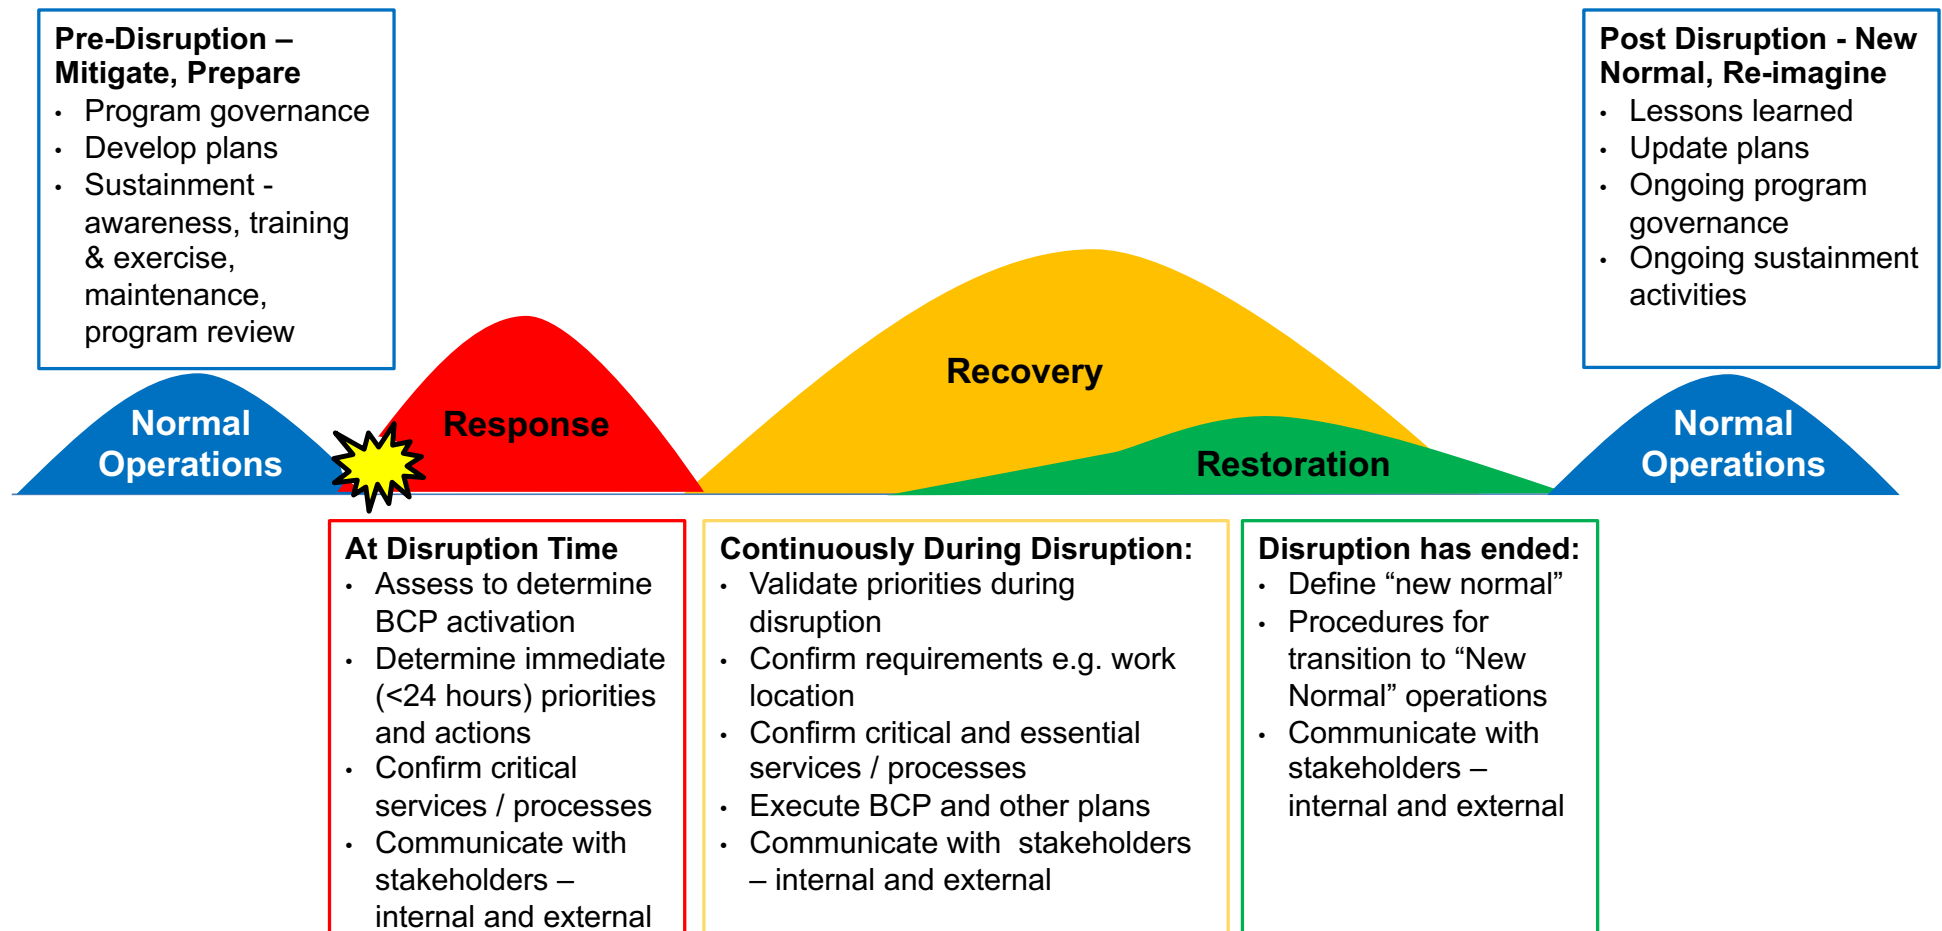 Pre-Disruption –
Mitigate, Prepare
• Program governance
• Develop plans
• Sustainment -
awareness, training
& exercise,
maintenance,
program review
Post Disruption - New
Normal, Re-imagine
• Lessons learned
• Update plans
• Ongoing program
governance
• Ongoing sustainment
activities
Normal
Operations
Response
Recovery
Restoration
Normal
Operations
At Disruption Time
• Assess to determine
BCP activation
• Determine immediate
(<24 hours) priorities
and actions
• Confirm critical
services / processes
• Communicate with
stakeholders –
internal and external
Continuously During Disruption:
• Validate priorities during
disruption
• Confirm requirements e.g. work
location
• Confirm critical and essential
services / processes
• Execute BCP and other plans
• Communicate with  stakeholders
– internal and external
Disruption has ended:
• Define “new normal”
• Procedures for
transition to “New
Normal” operations
• Communicate with
stakeholders –
internal and external